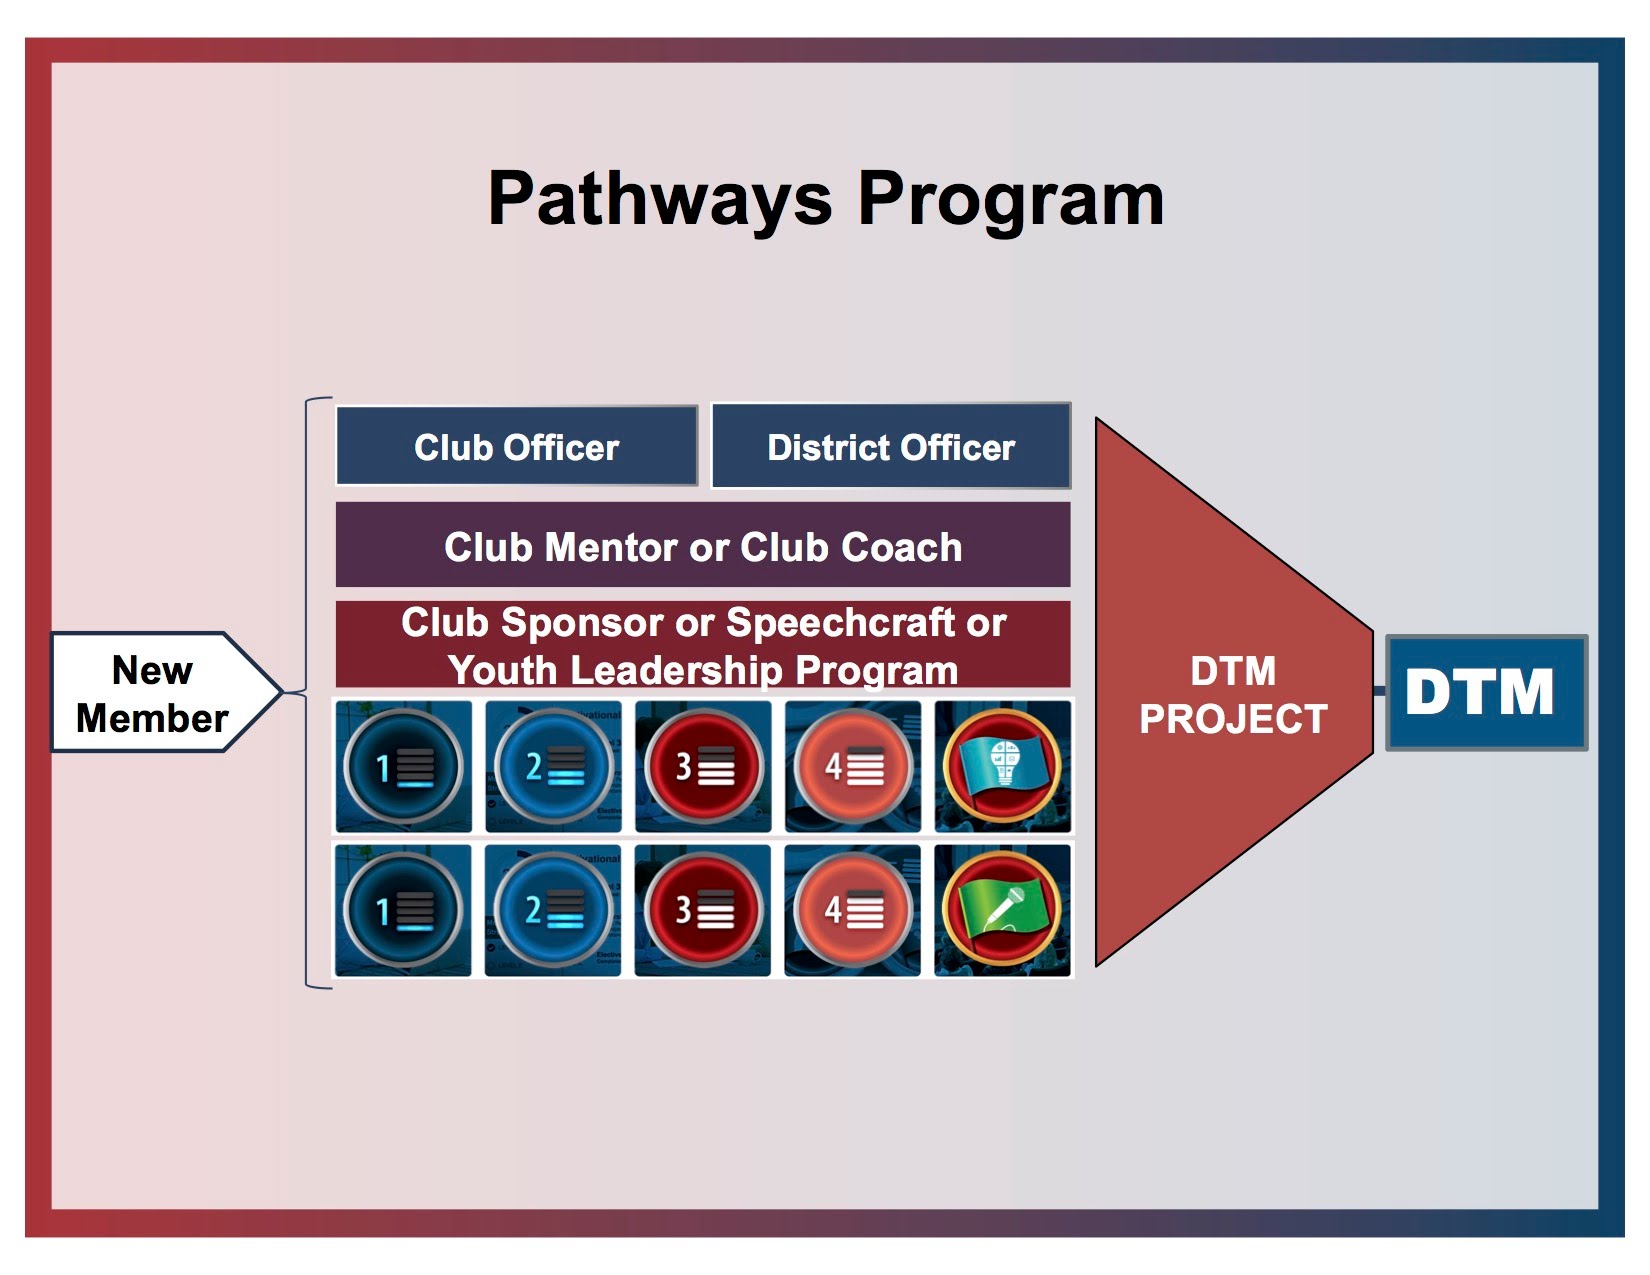 Pathways Program
Club Officer
District Officer
Club Mentor or Club Coach
Club Sponsor or Speechcraft or
Youth Leadership Program
New
Member
1
2
3
4
1
2
3
4
DTM
PROJECT
DTM